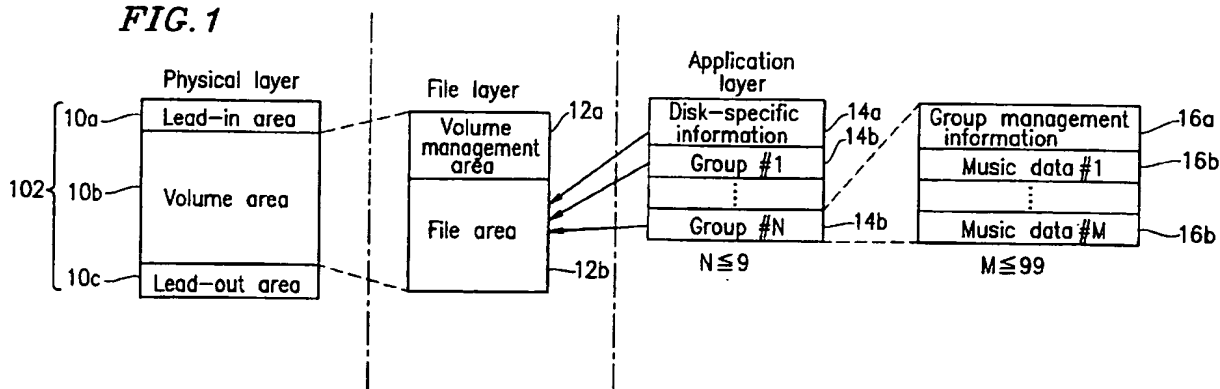 FIG. 1
Physical layer
102
10a
Lead-in area
10b
Volume area
10c
Lead-out area
File layer
12a
Volume
management
area
File area
12b
Application
layer
Disk-specific
information
14a
14b
Group #1
⋮
Group #N
14b
N≦9
Group management
information
16a
Music data #1
16b
⋮
Music data #M
16b
M≦99